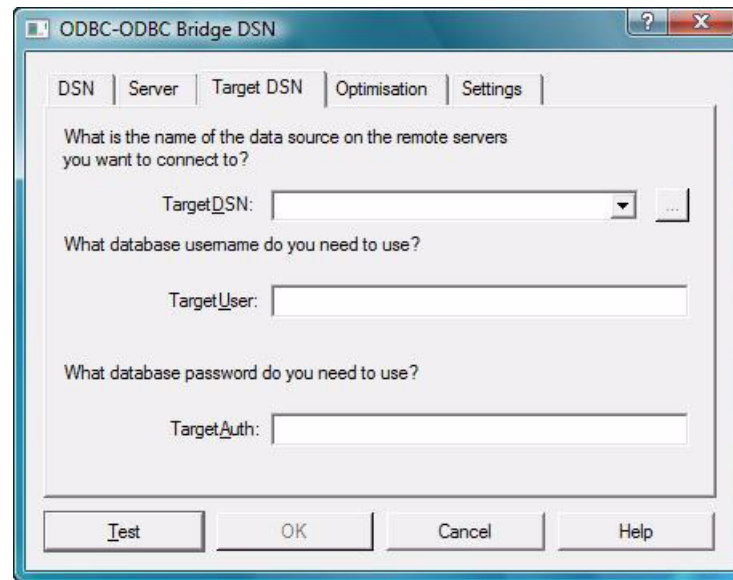 ODBC-ODBC Bridge DSN
? X
DSN Server Target DSN Optimisation Settings
What is the name of the data source on the remote servers
you want to connect to?
TargetDSN:
...
What database username do you need to use?
TargetUser:
What database password do you need to use?
TargetAuth:
Test OK Cancel Help